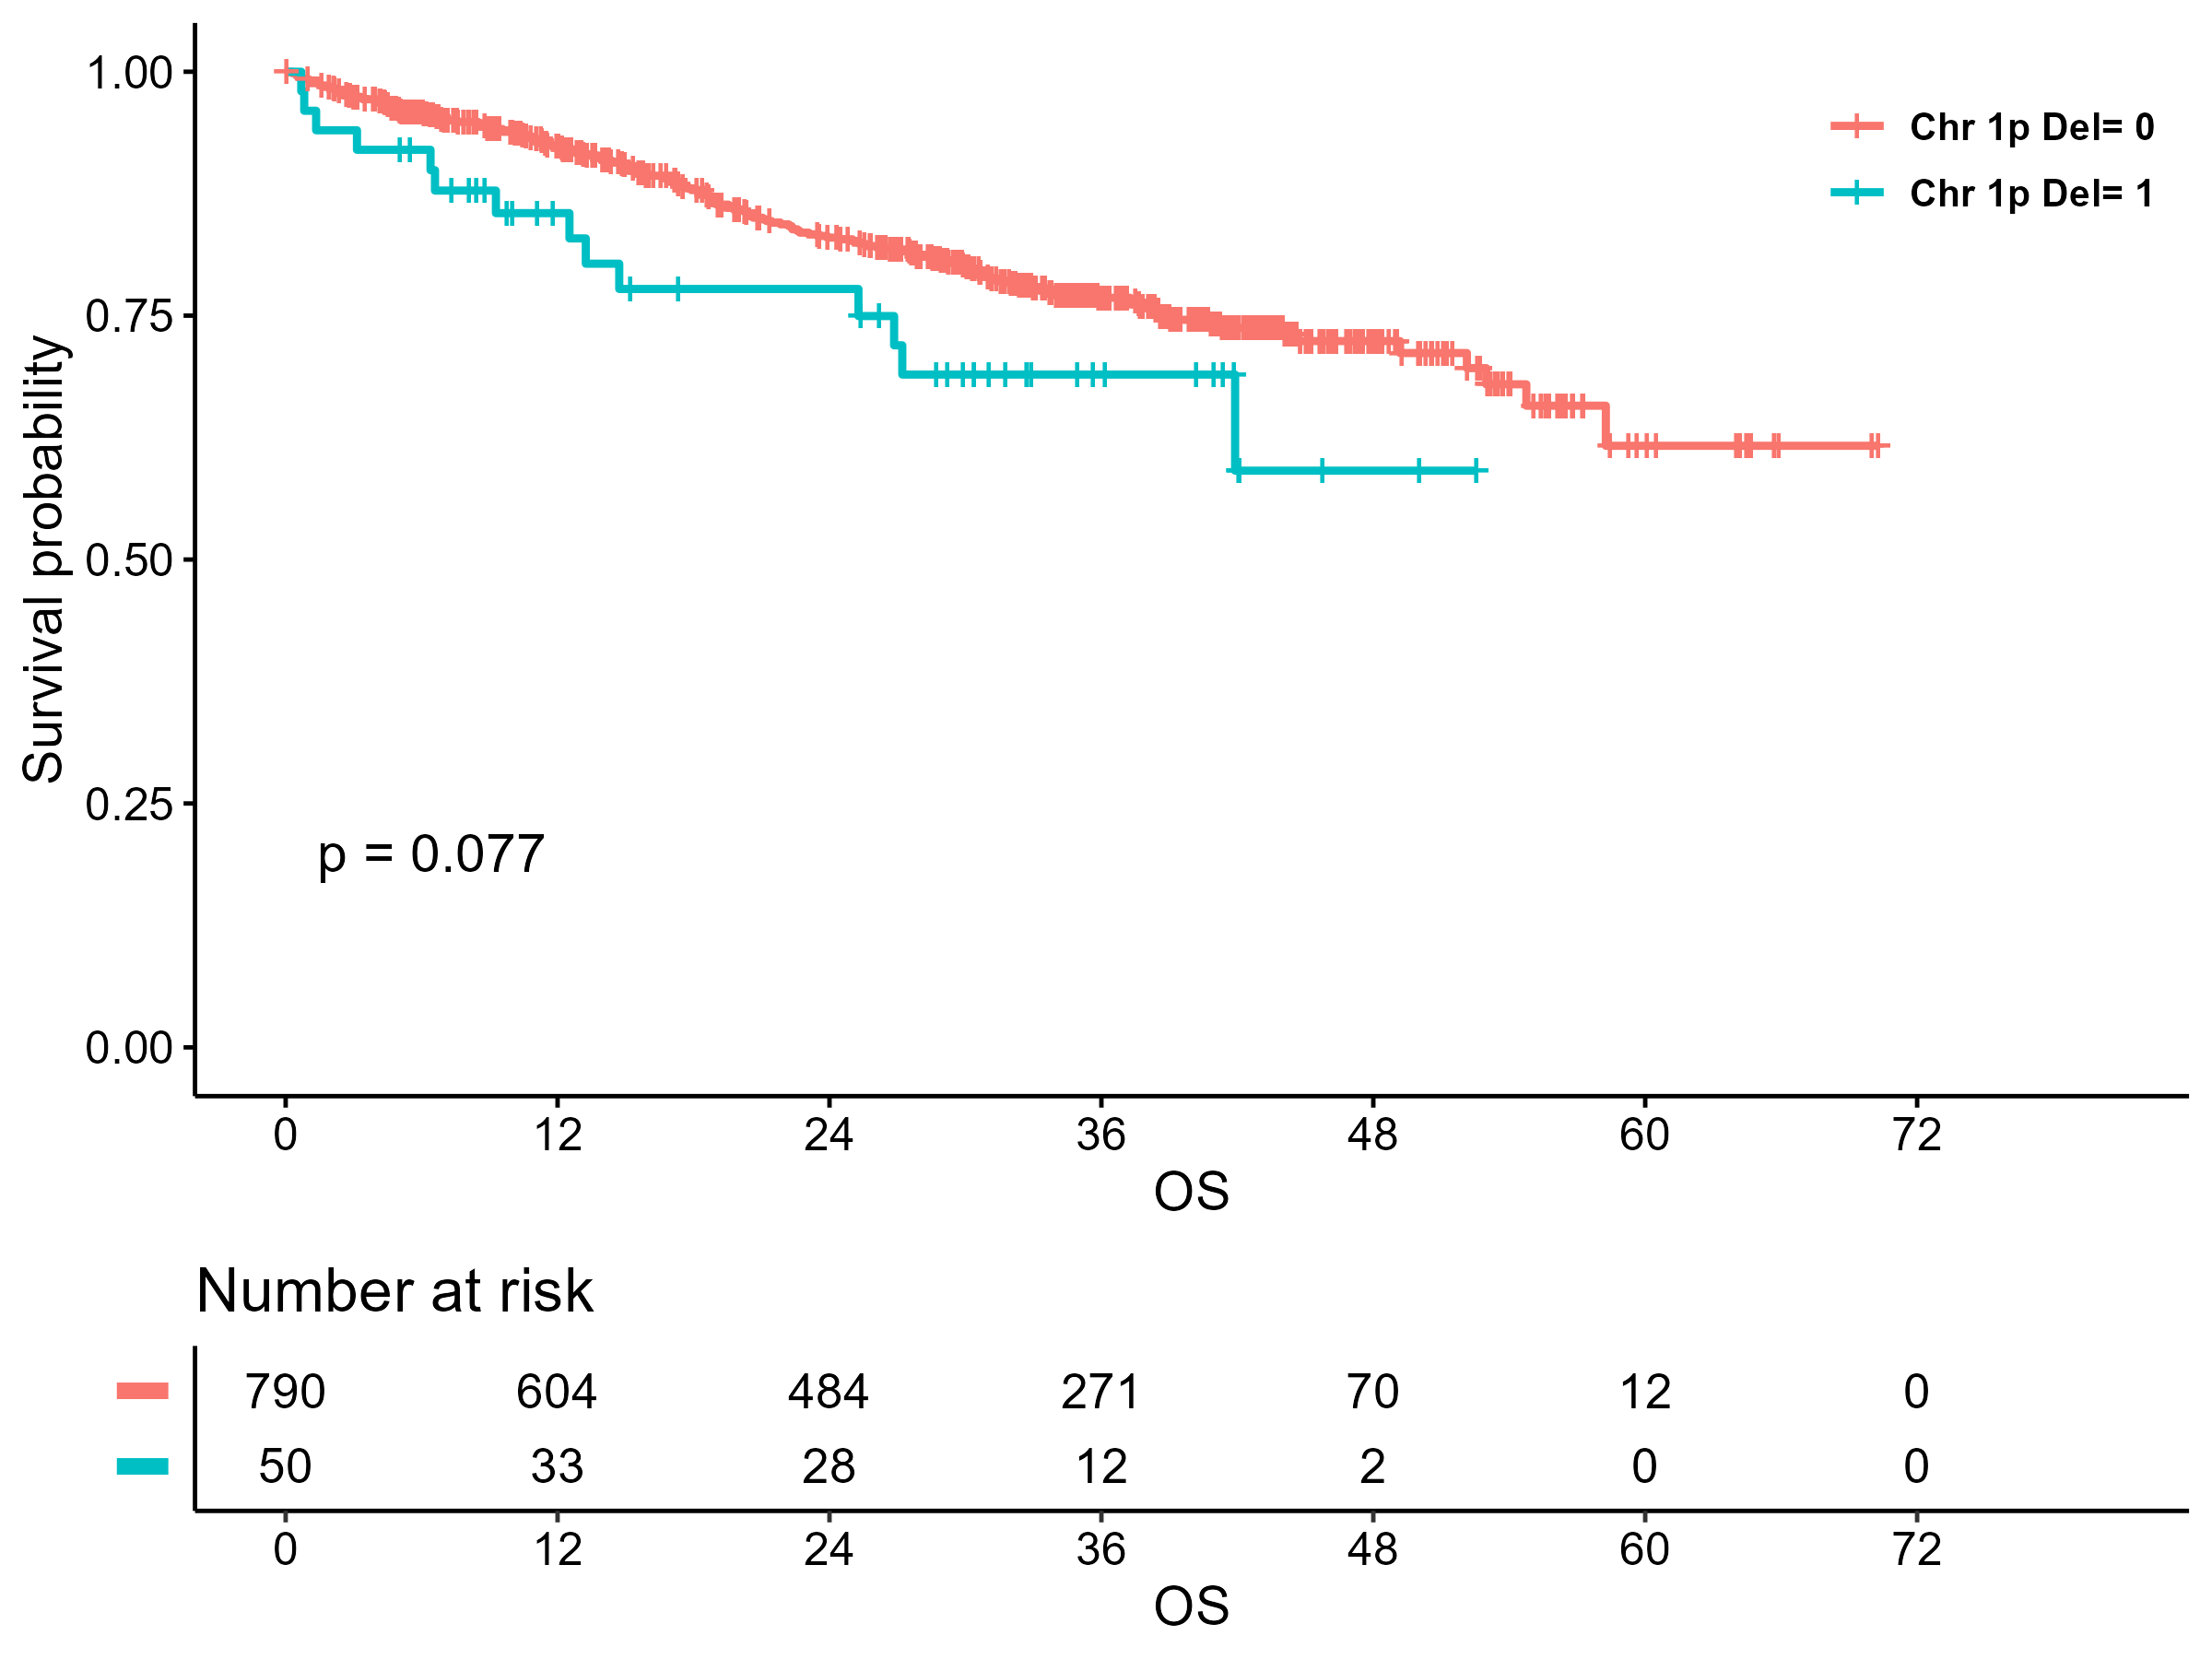 Chr 1p Del= 0
Chr 1p Del= 1
Survival probability
1.00
0.75
0.50
0.25
0.00
p = 0.077
0 12 24 36 48 60 72
OS
Number at risk
790 604 484 271 70 12 0
50 33 28 12 2 0 0
0 12 24 36 48 60 72
OS